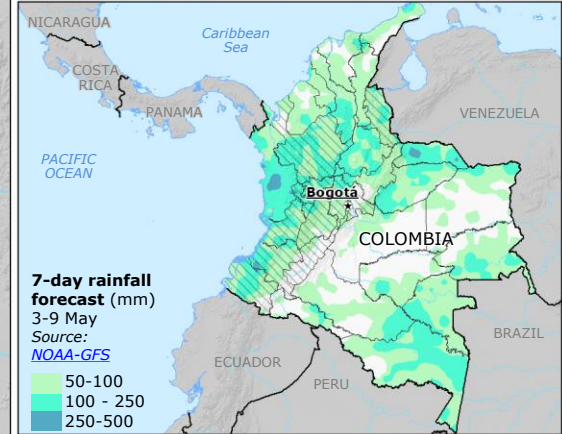 NICARAGUA
Caribbean
Sea
COSTA
RICA
PANAMA
VENEZUELA
PACIFIC
OCEAN
Bogotá
COLOMBIA
7-day rainfall
forecast (mm)
3-9 May
Source:
NOAA-GFS
50-100
100 - 250
250-500
ECUADOR
PERU
BRAZIL